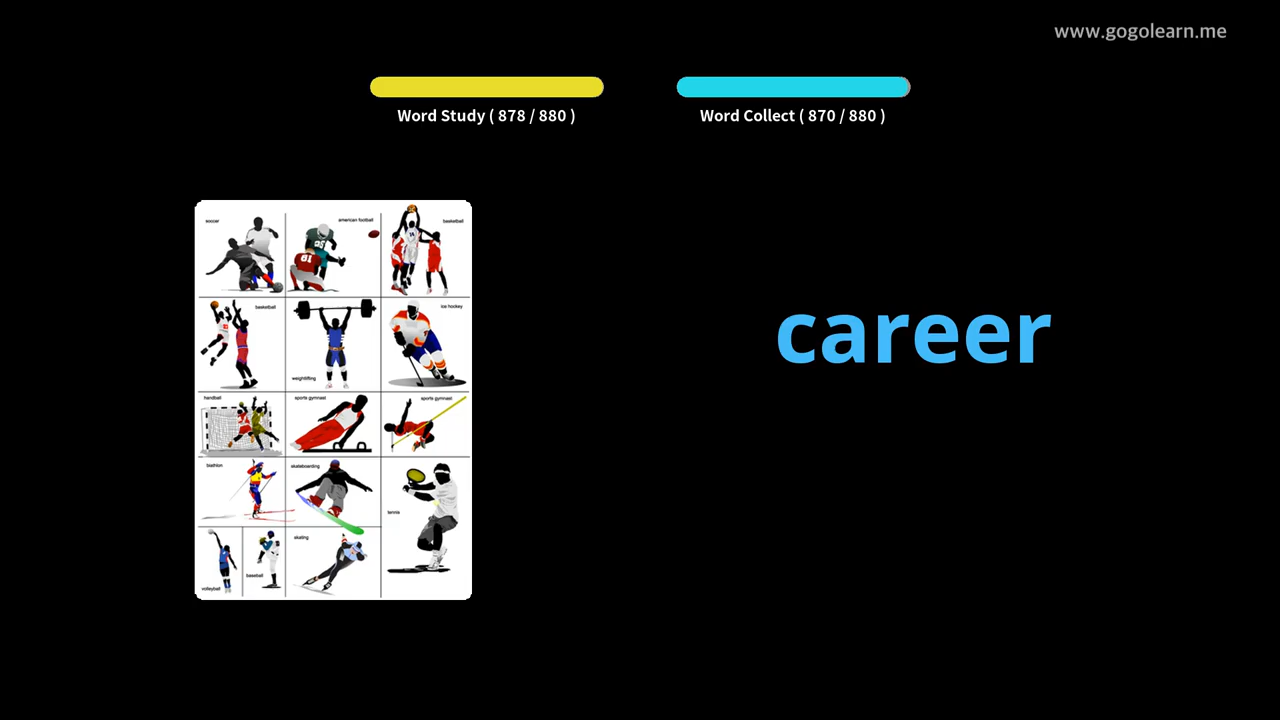 www.gogolearn.me
Word Study ( 878 / 880 )
Word Collect ( 870 / 880 )
soccer
american football
basketball
basketball
weightlifting
ice hockey
handball
sports gymnast
sports gymnast
biathlon
skateboarding
tennis
volleyball
baseball
skating
career